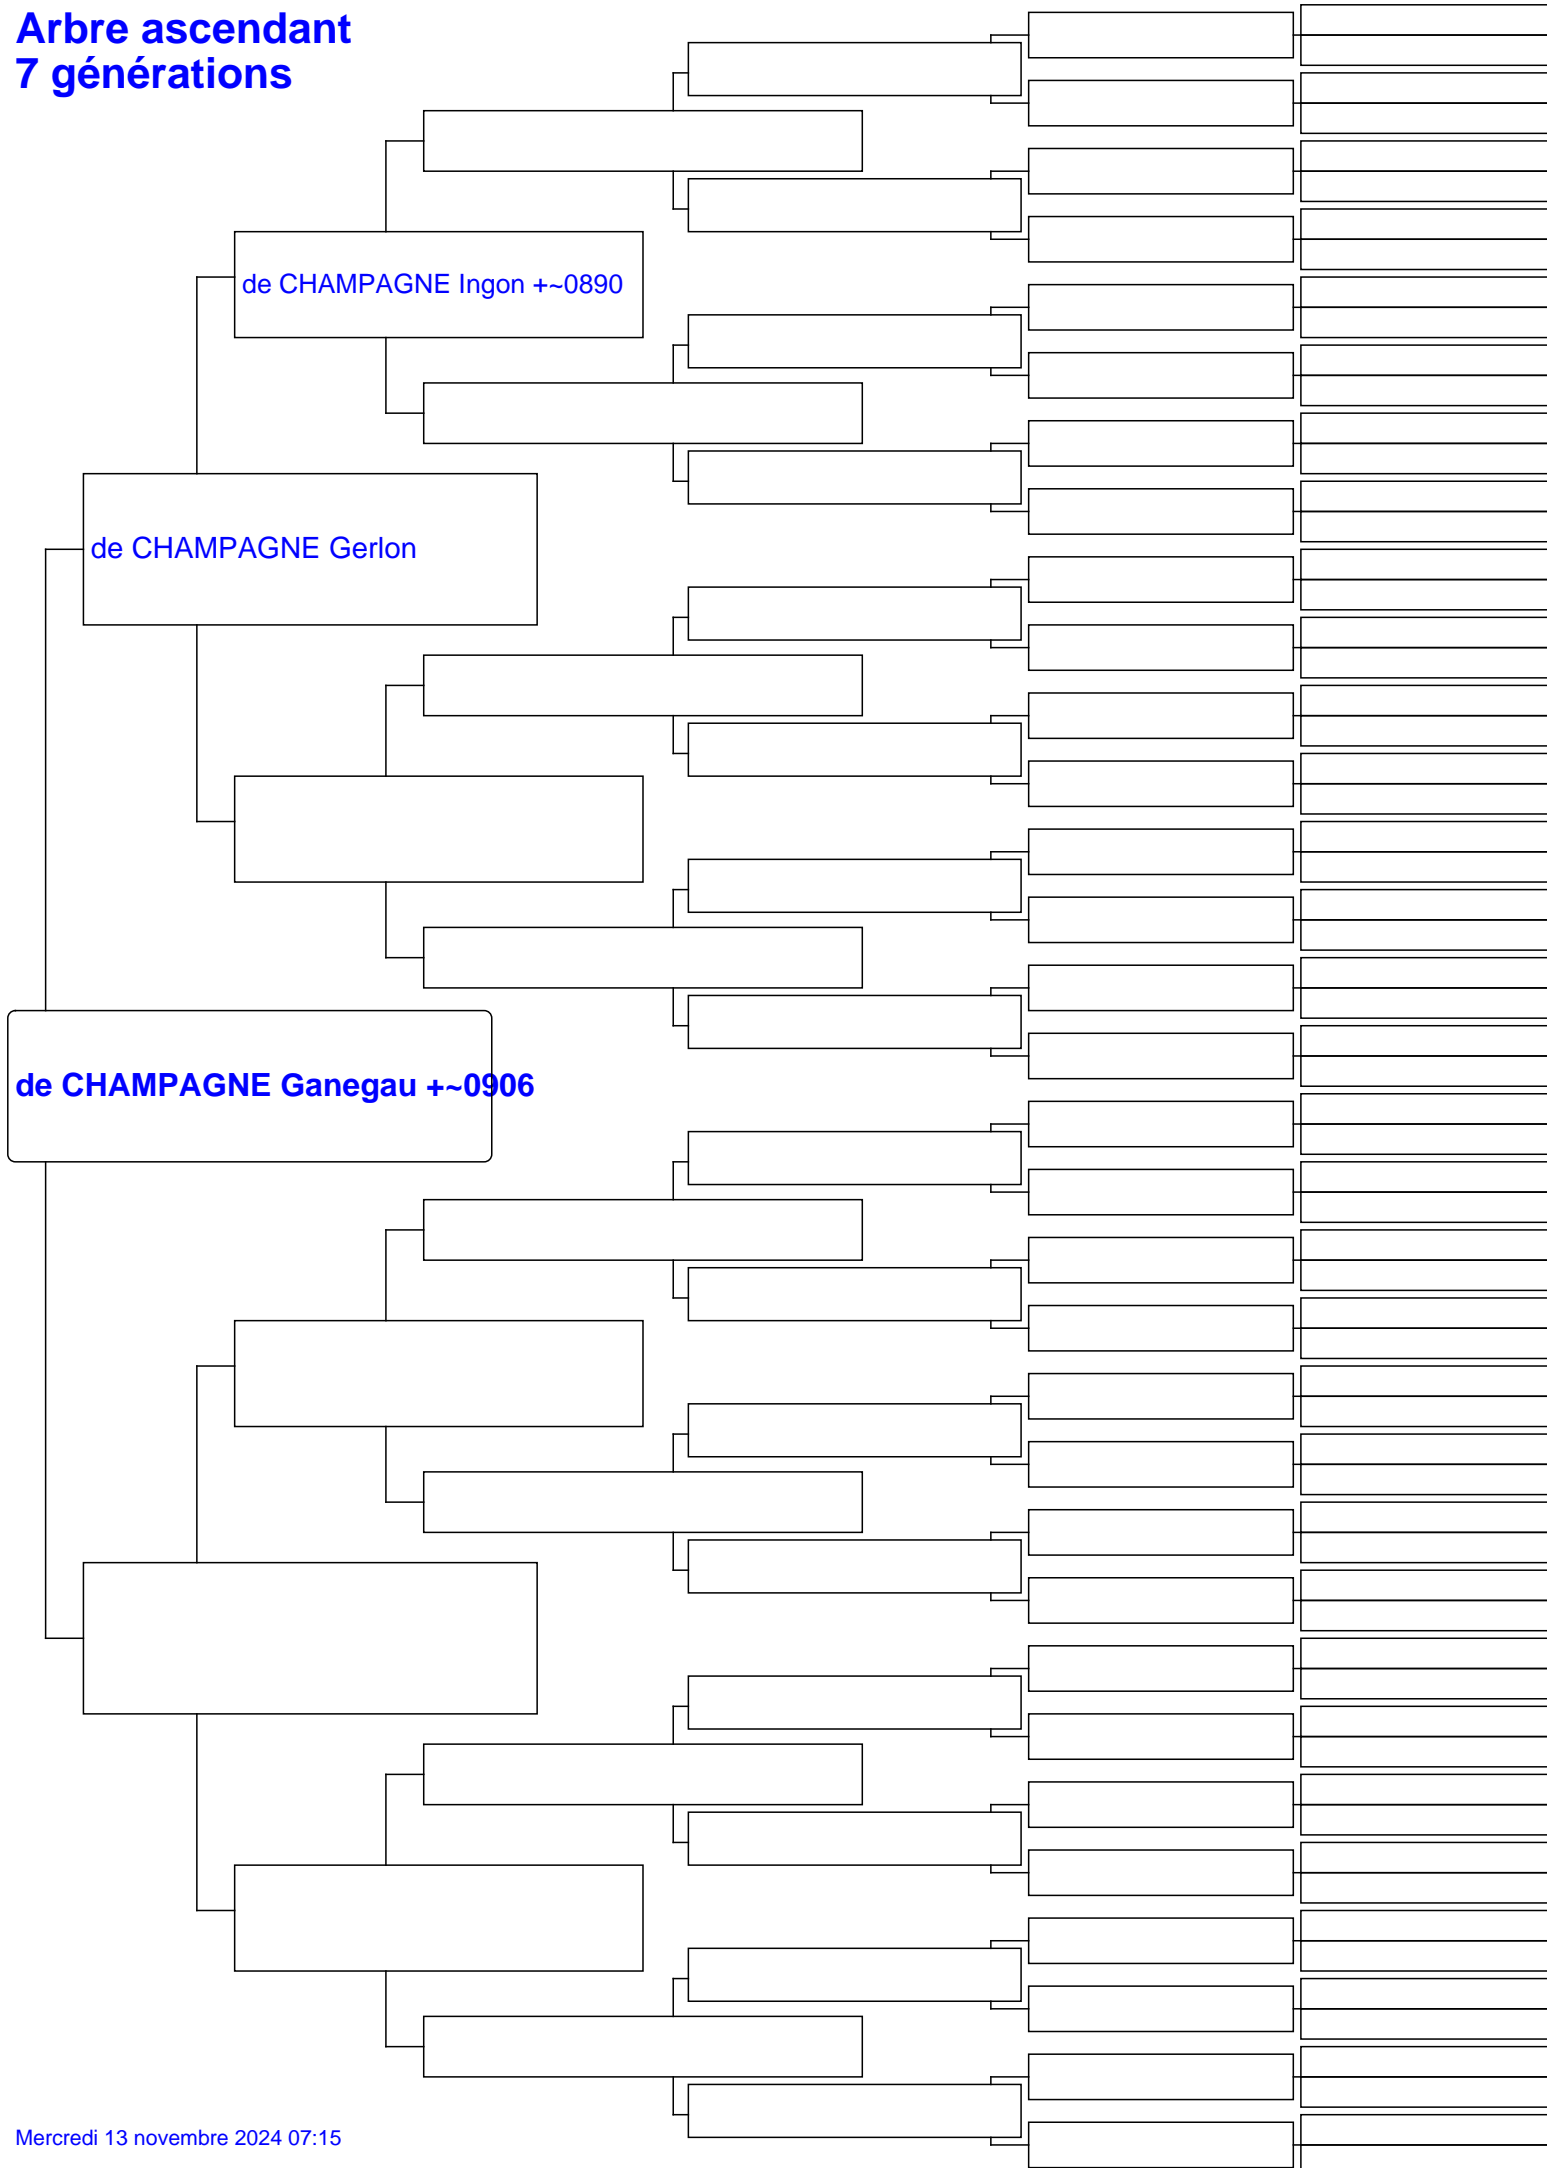 Arbre ascendant
7 générations
de CHAMPAGNE Ingon +~0890
de CHAMPAGNE Gerlon
de CHAMPAGNE Ganegau +~0906
Mercredi 13 novembre 2024 07:15